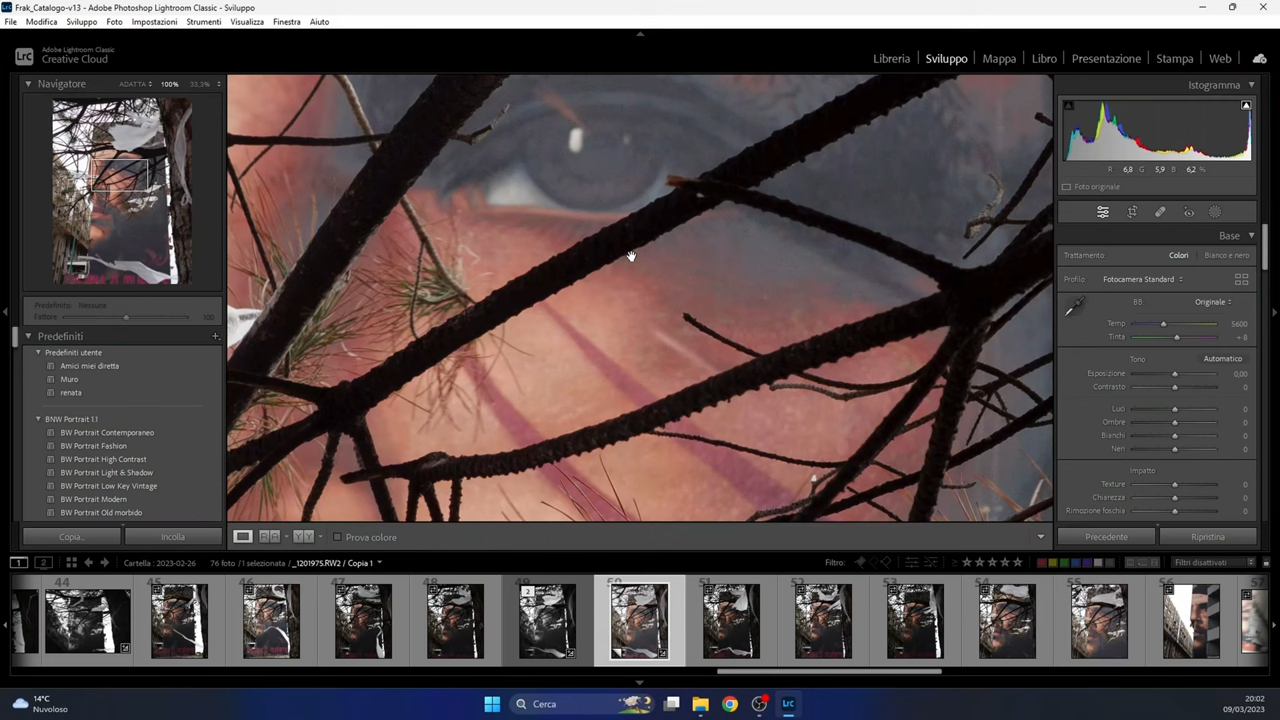 Frak_Catalogo-v13 - Adobe Photoshop Lightroom Classic - Sviluppo
File Modifica Sviluppo Foto Impostazioni Strumenti Visualizza Finestra Aiuto
Lrc Adobe Lightroom Classic
Creative Cloud
Libreria Sviluppo Mappa Libro Presentazione Stampa Web
Navigatore ADATTA 100% 33,3%
Istogramma
R 6,8 G 5,9 B 6,2 %
Foto originale
Base
Trattamento: Colori Bianco e nero
Profilo: Fotocamera Standard
BB: Originale
Temp 5600
Tinta + 8
Tono Automatico
Esposizione 0,00
Contrasto 0
Luci 0
Ombre 0
Bianchi 0
Neri 0
Impatto
Texture 0
Chiarezza 0
Rimozione foschia 0
Predefinito: Nessuna
Fattore 100
Predefiniti
Predefiniti utente
Amici miei diretta
Muro
renata
BNW Portrait 1.1
BW Portrait Contemporaneo
BW Portrait Fashion
BW Portrait High Contrast
BW Portrait Light & Shadow
BW Portrait Low Key Vintage
BW Portrait Modern
BW Portrait Old morbido
Copia... Incolla
Prova colore
Precedente Ripristina
1 2 Cartella : 2023-02-26 76 foto /1 selezionata /_1201975.RW2 / Copia 1
Filtro: Filtri disattivati
44 45 46 47 48 49 50 51 52 53 54 55 56 57
2
14°C
Nuvoloso
Cerca
Lrc
20:02
09/03/2023